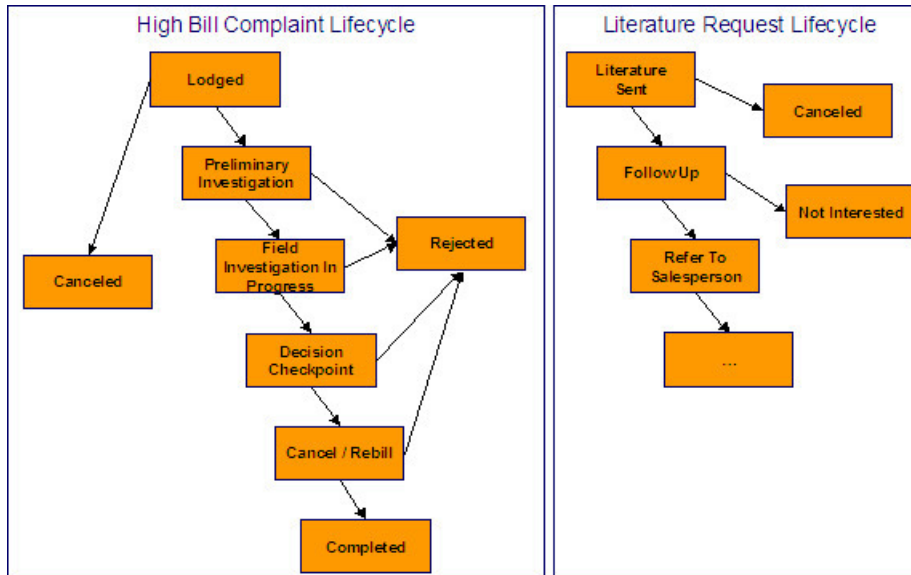 High Bill Complaint Lifecycle
Lodged
Preliminary
Investigation
Field
Investigation In
Progress
Rejected
Canceled
Decision
Checkpoint
Cancel / Rebill
Completed
Literature Request Lifecycle
Literature
Sent
Canceled
Follow Up
Not Interested
Refer To
Salesperson
...